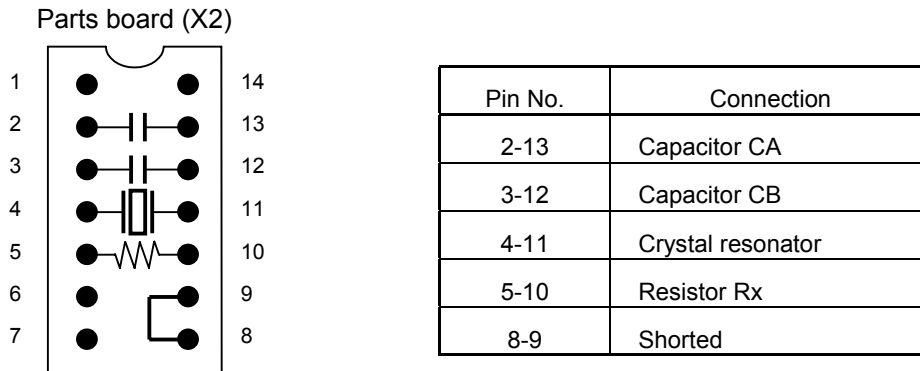 Parts board (X2)
1 14
2 13
3 12
4 11
5 10
6 9
7 8
Pin No. Connection
2-13 Capacitor CA
3-12 Capacitor CB
4-11 Crystal resonator
5-10 Resistor Rx
8-9 Shorted